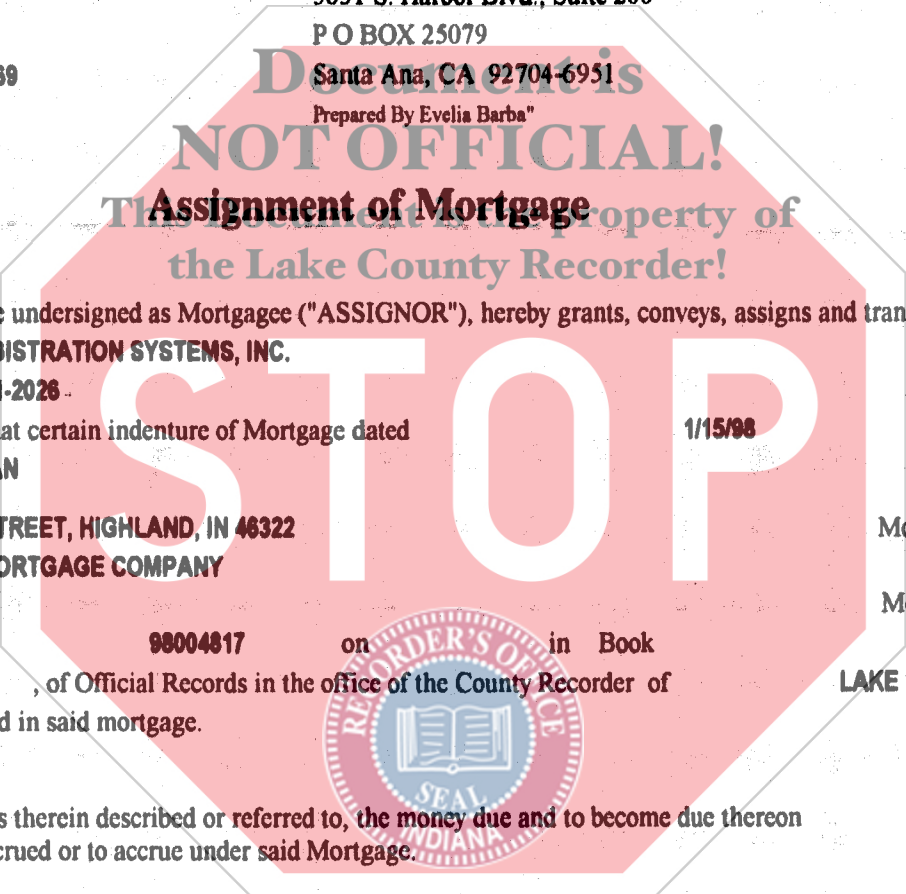 P O BOX 25079
69
Santa Ana, CA 92704-6951
Prepared By Evelia Barba"
Document is
NOT OFFICIAL!
Assignment of Mortgage
This Document is the property of
the Lake County Recorder!
undersigned as Mortgagee ("ASSIGNOR"), hereby grants, conveys, assigns and tran
ISTRATION SYSTEMS, INC.
-2026
at certain indenture of Mortgage dated 1/15/98
AN
STOP
TREET, HIGHLAND, IN 46322
ORTGAGE COMPANY
98004817 on in Book
, of Official Records in the office of the County Recorder of LAKE
d in said mortgage.
RECORDER'S OFFICE
SEAL
INDIANA
s therein described or referred to, the money due and to become due thereon
crued or to accrue under said Mortgage.